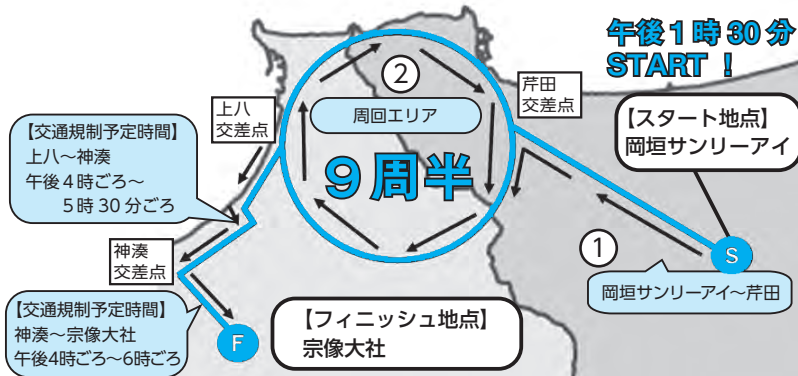 午後1時30分
START！
②
周回エリア
9周半
芹田
交差点
上八
交差点
【スタート地点】
岡垣サンリーアイ
【交通規制予定時間】
上八～神湊
午後4時ごろ～
5時30分ごろ
①
S
岡垣サンリーアイ～芹田
神湊
交差点
【交通規制予定時間】
神湊～宗像大社
午後4時ごろ～6時ごろ
F
【フィニッシュ地点】
宗像大社